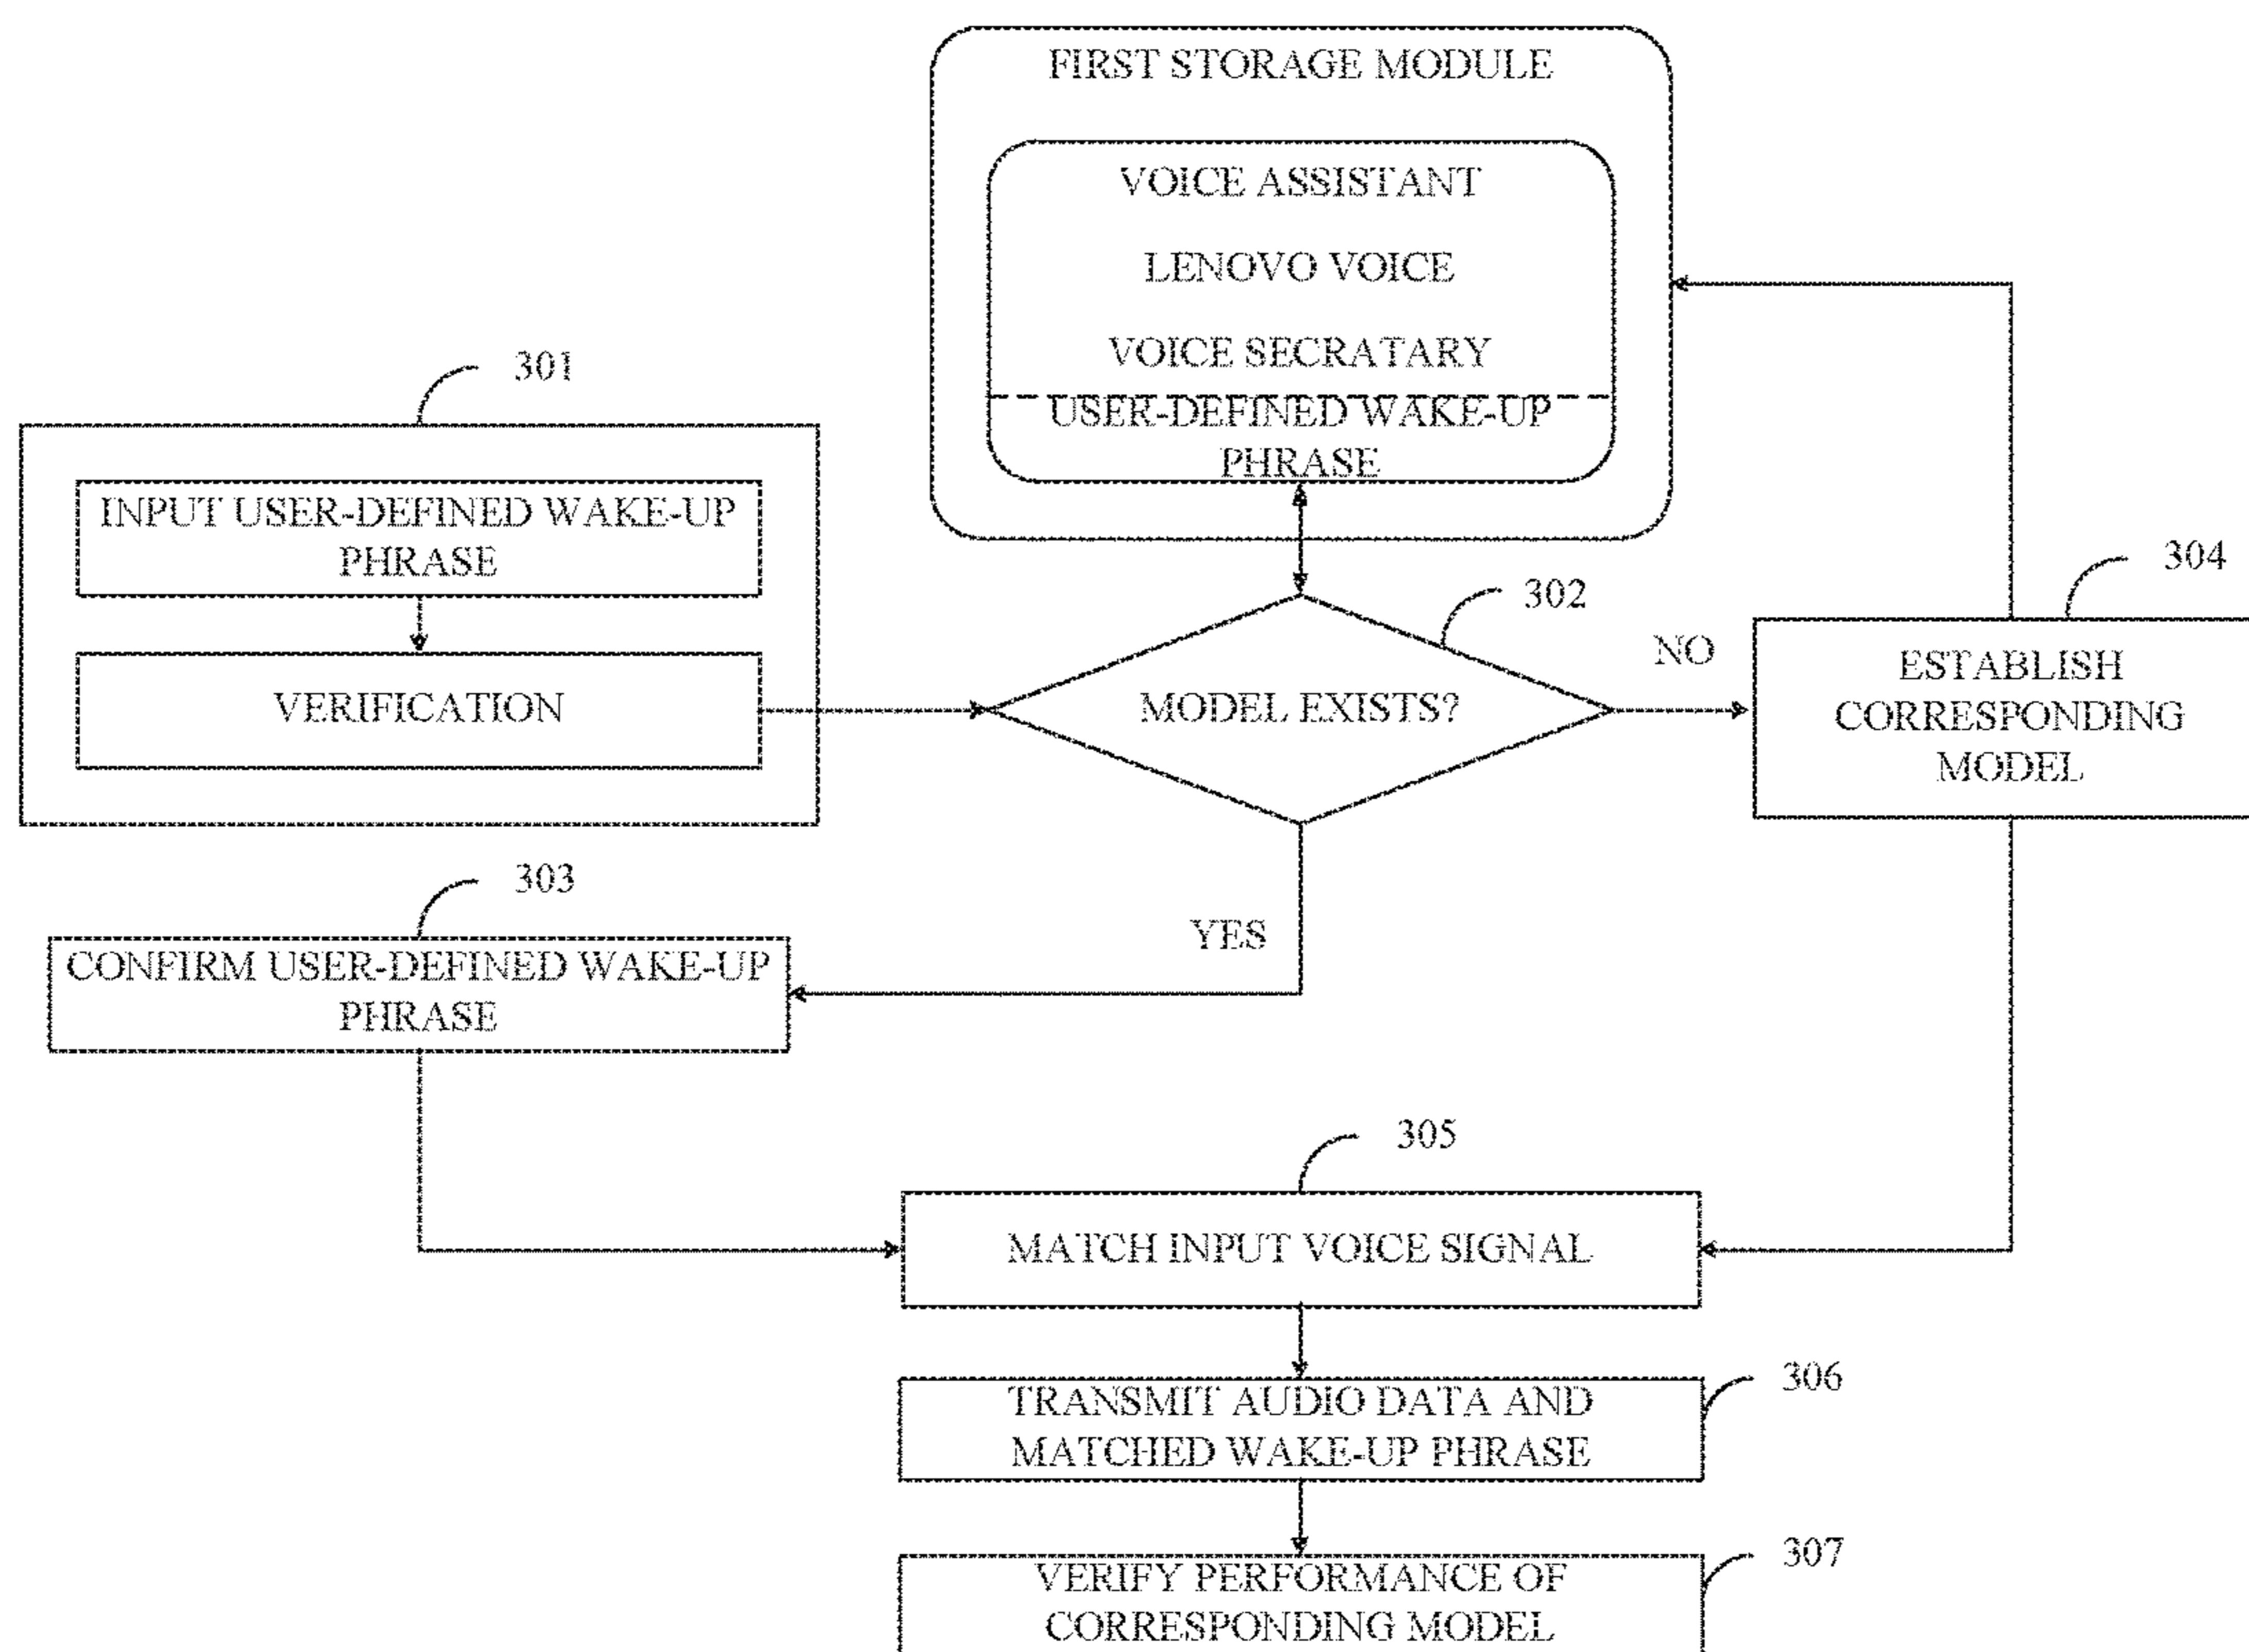 FIRST STORAGE MODULE
VOICE ASSISTANT
LENOVO VOICE
VOICE SECRATARY
USER-DEFINED WAKE-UP
PHRASE
301
INPUT USER-DEFINED WAKE-UP
PHRASE
VERIFICATION
302
MODEL EXISTS?
NO
304
ESTABLISH
CORRESPONDING
MODEL
YES
303
CONFIRM USER-DEFINED WAKE-UP
PHRASE
305
MATCH INPUT VOICE SIGNAL
306
TRANSMIT AUDIO DATA AND
MATCHED WAKE-UP PHRASE
307
VERIFY PERFORMANCE OF
CORRESPONDING MODEL